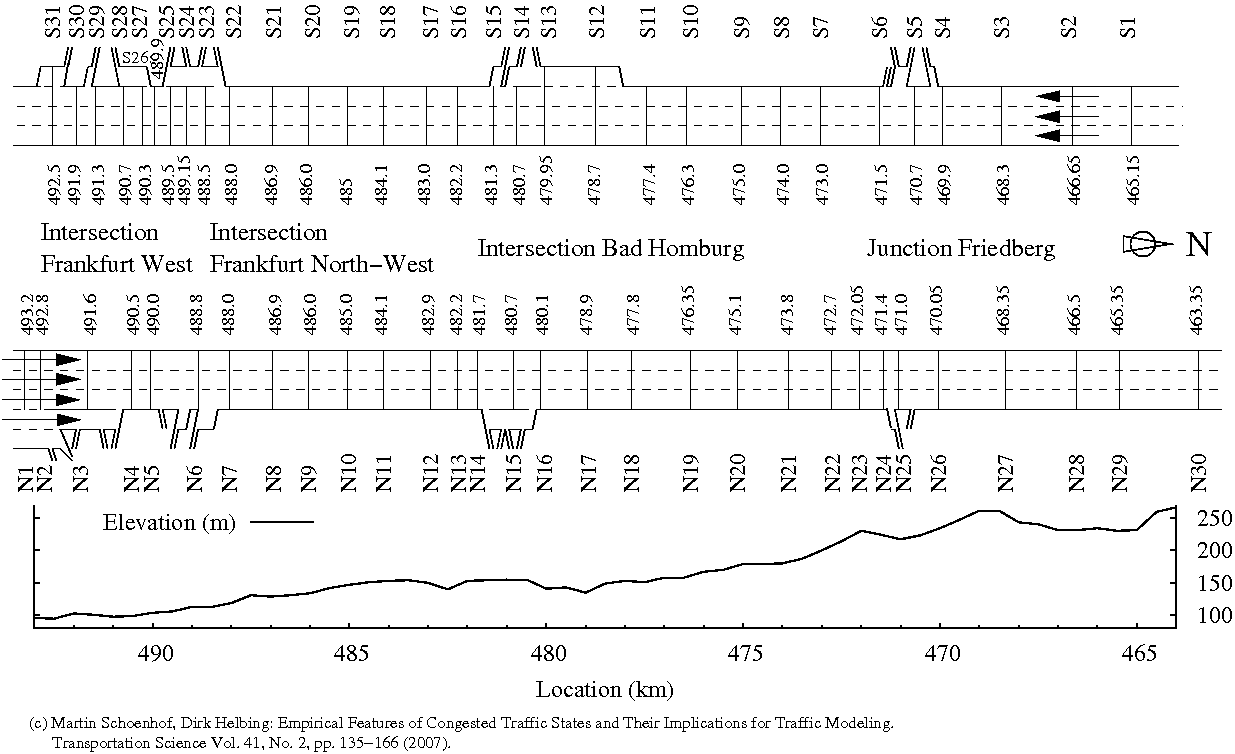 S31 S30 S29 S28 S27 S25 S24 S23 S22 S21 S20 S19 S18 S17 S16 S15 S14 S13 S12 S11 S10 S9 S8 S7 S6 S5 S4 S3 S2 S1
S26 489.9
492.5 491.9 491.3 490.7 490.3 489.5 489.15 488.5 488.0 486.9 486.0 485 484.1 483.0 482.2 481.3 480.7 479.95 478.7 477.4 476.3 475.0 474.0 473.0 471.5 470.7 469.9 468.3 466.65 465.15
Intersection Frankfurt West
Intersection Frankfurt North-West
Intersection Bad Homburg
Junction Friedberg
N
493.2 492.8 491.6 490.5 490.0 488.8 488.0 486.9 486.0 485.0 484.1 482.9 482.2 481.7 480.7 480.1 478.9 477.8 476.35 475.1 473.8 472.7 472.05 471.4 471.0 470.05 468.35 466.5 465.35 463.35
N1 N2 N3 N4 N5 N6 N7 N8 N9 N10 N11 N12 N13 N14 N15 N16 N17 N18 N19 N20 N21 N22 N23 N24 N25 N26 N27 N28 N29 N30
Elevation (m)
250
200
150
100
490 485 480 475 470 465
Location (km)
(c) Martin Schoenhof, Dirk Helbing: Empirical Features of Congested Traffic States and Their Implications for Traffic Modeling.
Transportation Science Vol. 41, No. 2, pp. 135-166 (2007).